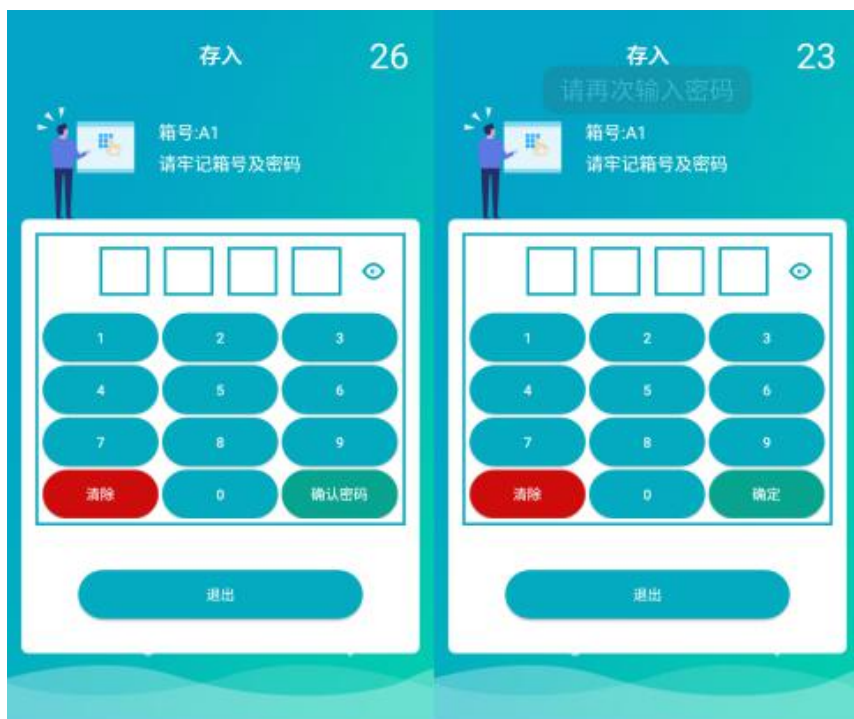 存入
26
箱号:A1
请牢记箱号及密码
1 2 3
4 5 6
7 8 9
清除 0 确认密码
退出
存入
23
请再次输入密码
箱号:A1
请牢记箱号及密码
1 2 3
4 5 6
7 8 9
清除 0 确定
退出